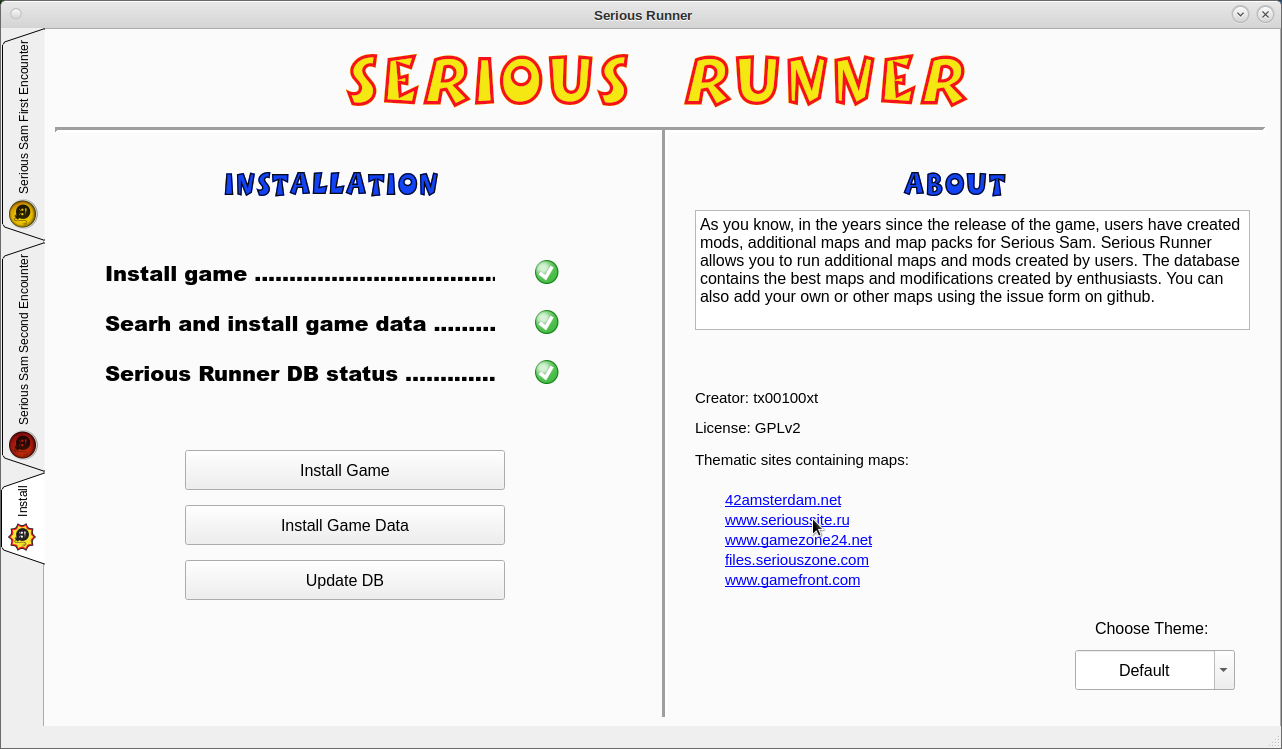 Serious Runner
Serious Sam First Encounter
Serious Sam Second Encounter
Install
SERIOUS RUNNER
INSTALLATION
Install game ..................................
Searh and install game data .........
Serious Runner DB status .............
Install Game
Install Game Data
Update DB
ABOUT
As you know, in the years since the release of the game, users have created
mods, additional maps and map packs for Serious Sam. Serious Runner
allows you to run additional maps and mods created by users. The database
contains the best maps and modifications created by enthusiasts. You can
also add your own or other maps using the issue form on github.
Creator: tx00100xt
License: GPLv2
Thematic sites containing maps:
42amsterdam.net
www.serioussite.ru
www.gamezone24.net
files.seriouszone.com
www.gamefront.com
Choose Theme:
Default